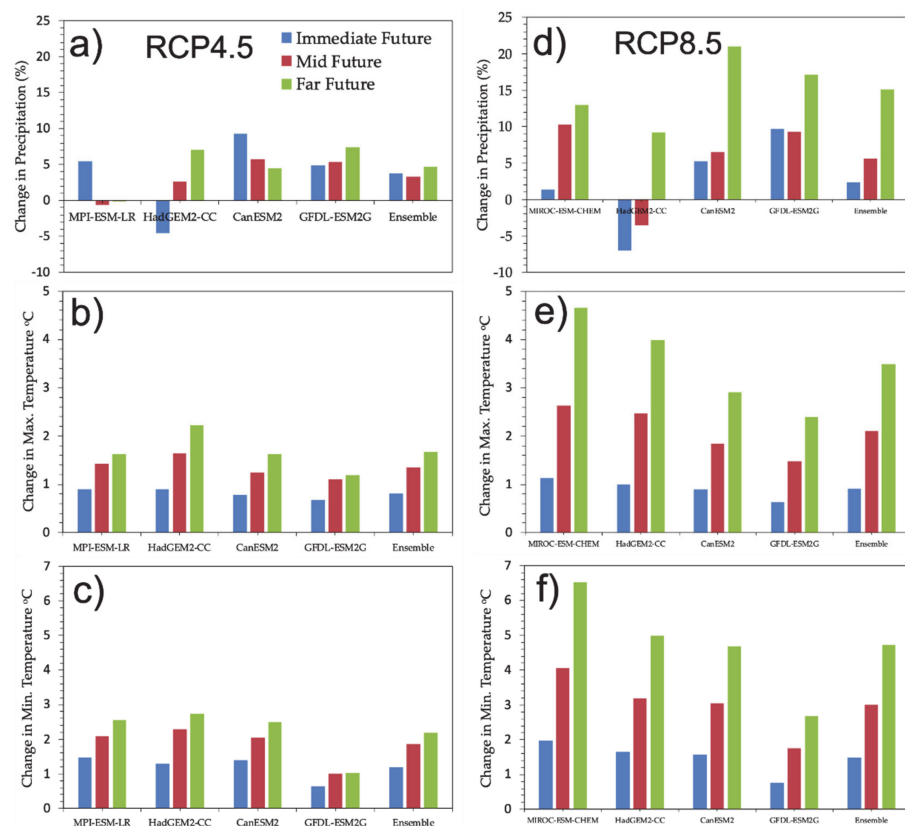 a) RCP4.5
Immediate Future
Mid Future
Far Future
Change in Precipitation (%)
25
20
15
10
5
0
-5
-10
MPI-ESM-LR HadGEM2-CC CanESM2 GFDL-ESM2G Ensemble
d) RCP8.5
Change in Precipitation (%)
25
20
15
10
5
0
-5
-10
MIROC-ESM-CHEM HadGEM2-CC CanESM2 GFDL-ESM2G Ensemble
b)
Change in Max. Temperature °C
5
4
3
2
1
0
MPI-ESM-LR HadGEM2-CC CanESM2 GFDL-ESM2G Ensemble
e)
Change in Max. Temperature °C
5
4
3
2
1
0
MIROC-ESM-CHEM HadGEM2-CC CanESM2 GFDL-ESM2G Ensemble
c)
Change in Min. Temperature °C
7
6
5
4
3
2
1
0
MPI-ESM-LR HadGEM2-CC CanESM2 GFDL-ESM2G Ensemble
f)
Change in Min. Temperature °C
7
6
5
4
3
2
1
0
MIROC-ESM-CHEM HadGEM2-CC CanESM2 GFDL-ESM2G Ensemble